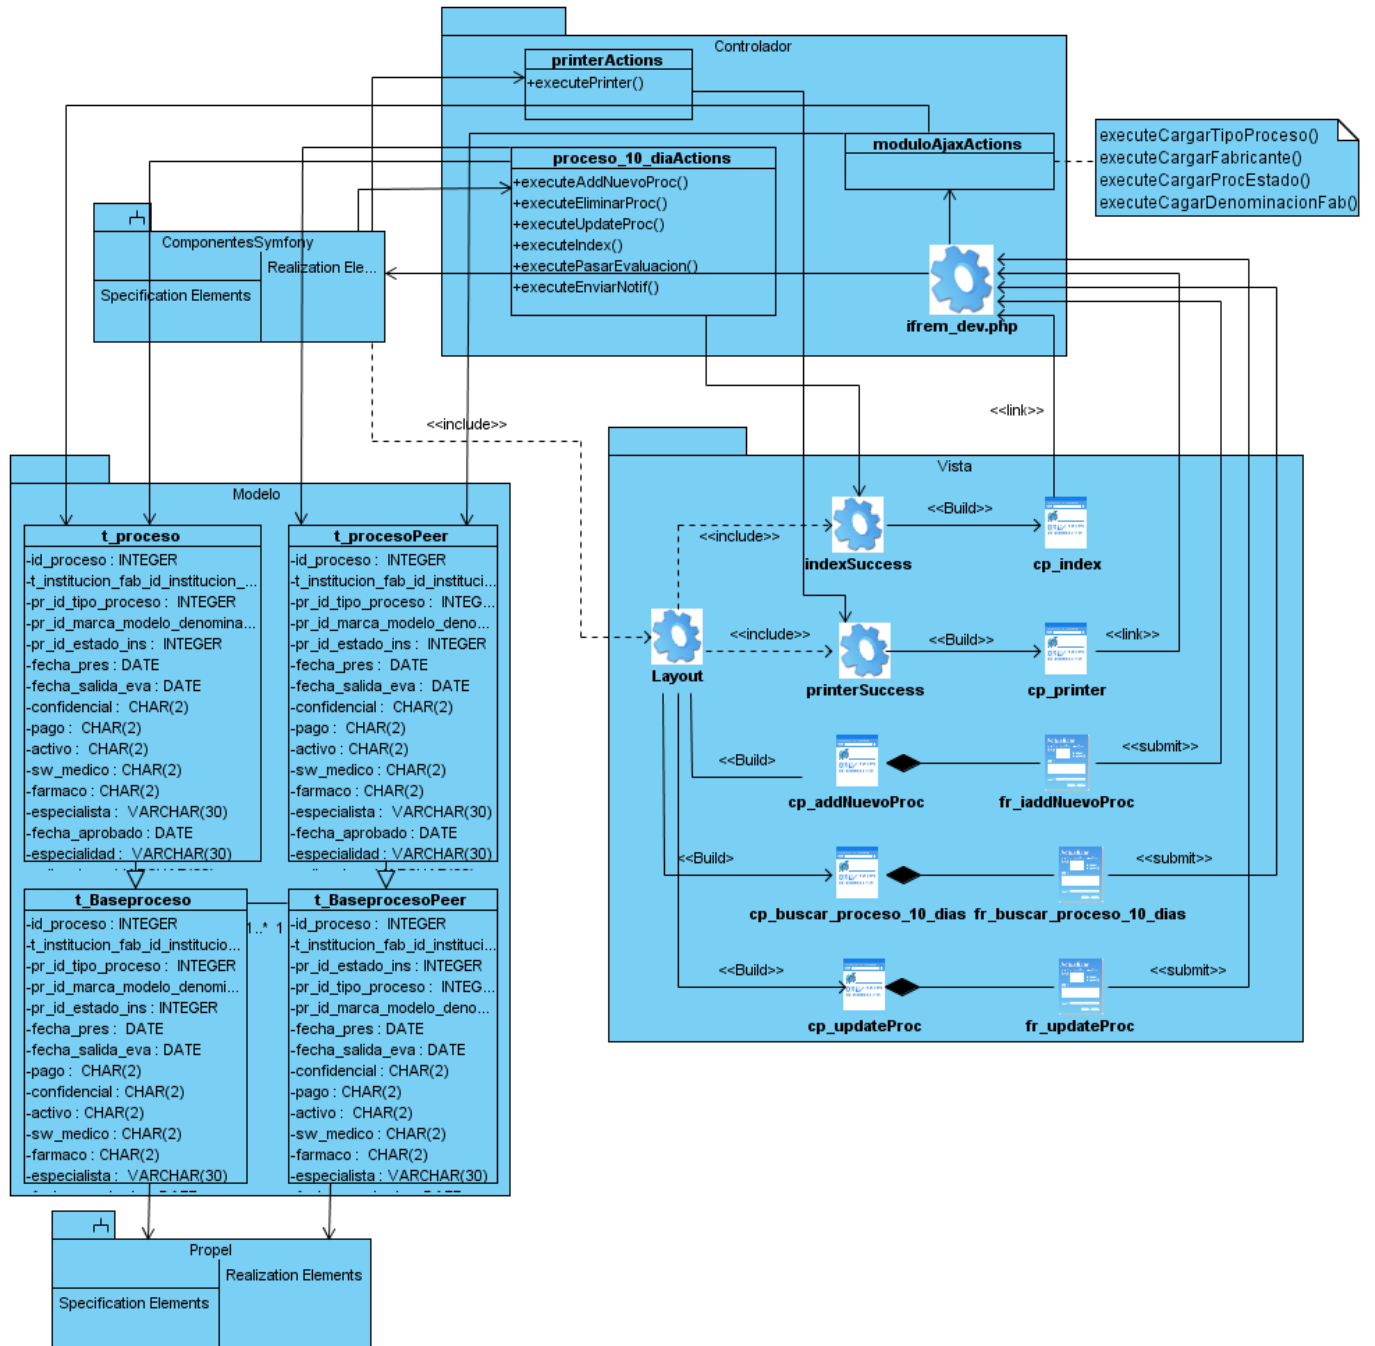 Controlador
printerActions
+executePrinter()
moduloAjaxActions
executeCargarTipoProceso()
executeCargarFabricante()
executeCargarProcEstado()
executeCagarDenominacionFab()
proceso_10_diaActions
+executeAddNuevoProc()
+executeEliminarProc()
+executeUpdateProc()
+executeIndex()
+executePasarEvaluacion()
+executeEnviarNotif()
ifrem_dev.php
ComponentesSymfony
Realization Ele...
Specification Elements
<<include>>
<<link>>
Modelo
t_proceso
-id_proceso : INTEGER
-t_institucion_fab_id_institucion_...
-pr_id_tipo_proceso : INTEGER
-pr_id_marca_modelo_denomina...
-pr_id_estado_ins : INTEGER
-fecha_pres : DATE
-fecha_salida_eva : DATE
-confidencial : CHAR(2)
-pago : CHAR(2)
-activo : CHAR(2)
-sw_medico : CHAR(2)
-farmaco : CHAR(2)
-especialista : VARCHAR(30)
-fecha_aprobado : DATE
-especialidad : VARCHAR(30)
t_procesoPeer
-id_proceso : INTEGER
-t_institucion_fab_id_instituci...
-pr_id_tipo_proceso : INTEG...
-pr_id_marca_modelo_deno...
-pr_id_estado_ins : INTEGER
-fecha_pres : DATE
-fecha_salida_eva : DATE
-confidencial : CHAR(2)
-pago : CHAR(2)
-activo : CHAR(2)
-sw_medico : CHAR(2)
-farmaco : CHAR(2)
-especialista : VARCHAR(30)
-fecha_aprobado : DATE
-especialidad : VARCHAR(30)
t_Baseproceso
-id_proceso : INTEGER
-t_institucion_fab_id_institucio...
-pr_id_tipo_proceso : INTEGER
-pr_id_marca_modelo_denomi...
-pr_id_estado_ins : INTEGER
-fecha_pres : DATE
-fecha_salida_eva : DATE
-pago : CHAR(2)
-confidencial : CHAR(2)
-activo : CHAR(2)
-sw_medico : CHAR(2)
-farmaco : CHAR(2)
-especialista : VARCHAR(30)
1..* 1
t_BaseprocesoPeer
-id_proceso : INTEGER
-t_institucion_fab_id_instituci...
-pr_id_estado_ins : INTEGER
-pr_id_tipo_proceso : INTEG...
-pr_id_marca_modelo_deno...
-fecha_pres : DATE
-fecha_salida_eva : DATE
-confidencial : CHAR(2)
-pago : CHAR(2)
-activo : CHAR(2)
-sw_medico : CHAR(2)
-farmaco : CHAR(2)
-especialista : VARCHAR(30)
Propel
Realization Elements
Specification Elements
Vista
<<include>>
indexSuccess
<<Build>>
cp_index
Layout
<<include>>
printerSuccess
<<Build>>
cp_printer
<<link>>
<<Build>
cp_addNuevoProc
fr_iaddNuevoProc
<<submit>>
<<Build>
cp_buscar_proceso_10_dias
fr_buscar_proceso_10_dias
<<submit>>
<<Build>
cp_updateProc
fr_updateProc
<<submit>>